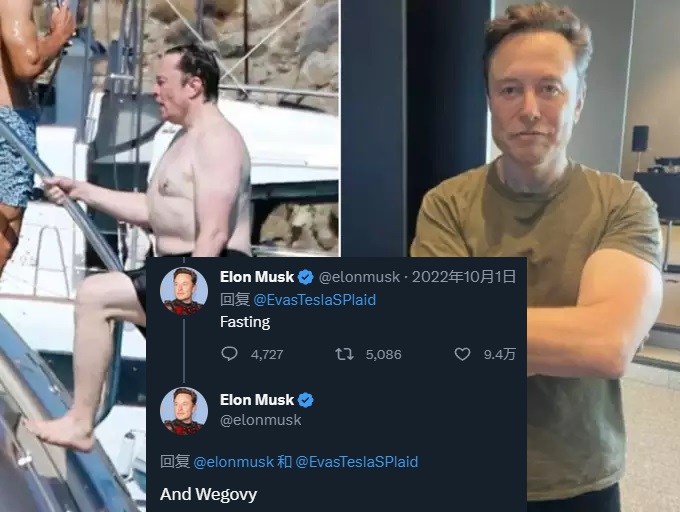 Elon Musk @elonmusk · 2022年10月1日
回复 @EvasTeslaSPlaid
Fasting
4,727 5,086 9.4万
Elon Musk
@elonmusk
回复 @elonmusk 和 @EvasTeslaSPlaid
And Wegovy